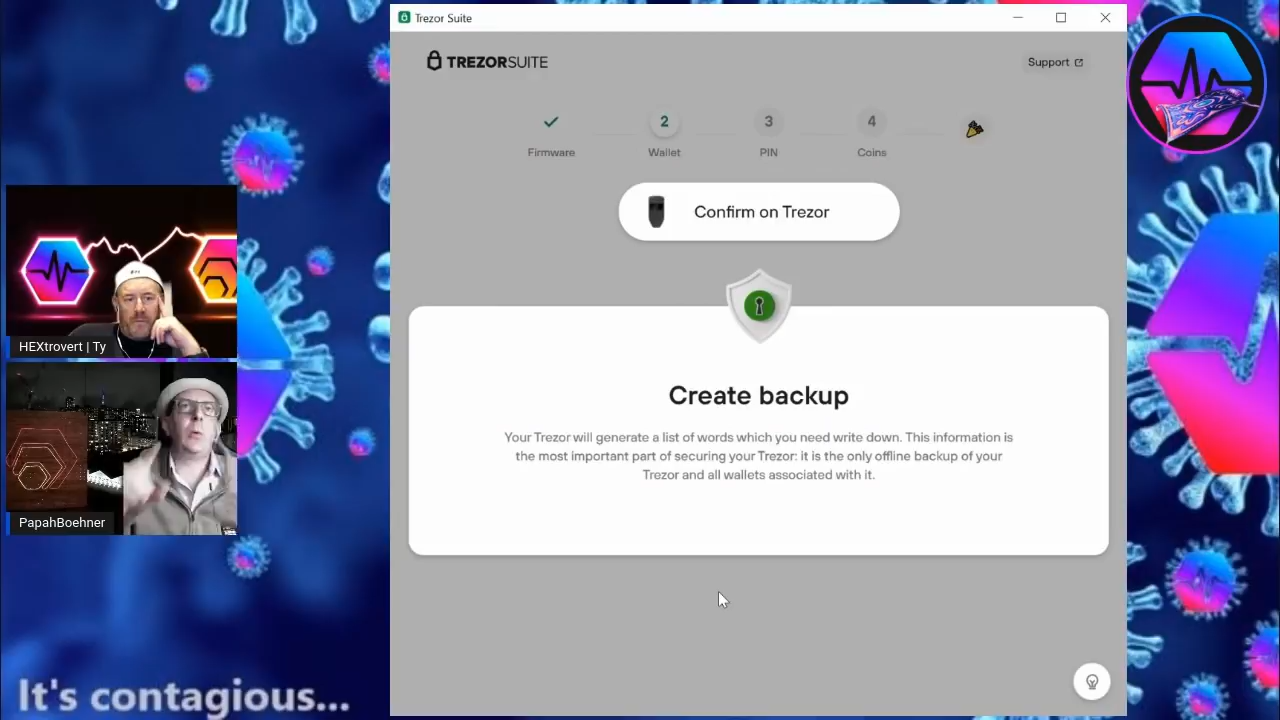 Trezor Suite
TREZORSUITE
Support
2
3
4
Firmware
Wallet
PIN
Coins
Confirm on Trezor
Create backup
Your Trezor will generate a list of words which you need write down. This information is
the most important part of securing your Trezor: it is the only offline backup of your
Trezor and all wallets associated with it.
HEXtrovert | Ty
PapahBoehner
It's contagious...